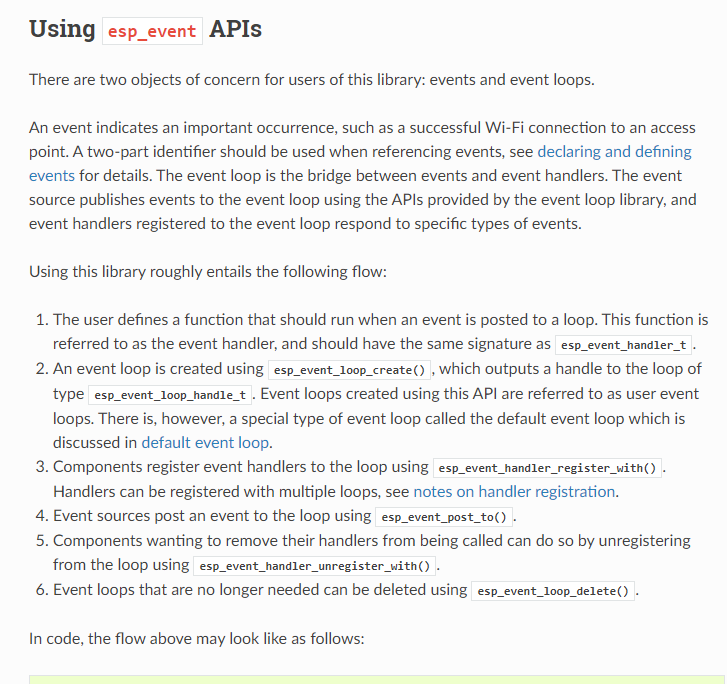 Using esp_event APIs
There are two objects of concern for users of this library: events and event loops.
An event indicates an important occurrence, such as a successful Wi-Fi connection to an access
point. A two-part identifier should be used when referencing events, see declaring and defining
events for details. The event loop is the bridge between events and event handlers. The event
source publishes events to the event loop using the APIs provided by the event loop library, and
event handlers registered to the event loop respond to specific types of events.
Using this library roughly entails the following flow:
1. The user defines a function that should run when an event is posted to a loop. This function is
referred to as the event handler, and should have the same signature as esp_event_handler_t .
2. An event loop is created using esp_event_loop_create() , which outputs a handle to the loop of
type esp_event_loop_handle_t . Event loops created using this API are referred to as user event
loops. There is, however, a special type of event loop called the default event loop which is
discussed in default event loop.
3. Components register event handlers to the loop using esp_event_handler_register_with() .
Handlers can be registered with multiple loops, see notes on handler registration.
4. Event sources post an event to the loop using esp_event_post_to() .
5. Components wanting to remove their handlers from being called can do so by unregistering
from the loop using esp_event_handler_unregister_with() .
6. Event loops that are no longer needed can be deleted using esp_event_loop_delete() .
In code, the flow above may look like as follows: